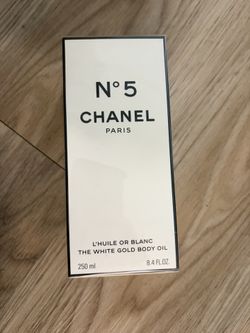 N°5
CHANEL
PARIS
L'HUILE OR BLANC
THE WHITE GOLD BODY OIL
250 ml 8.4 FL.OZ.